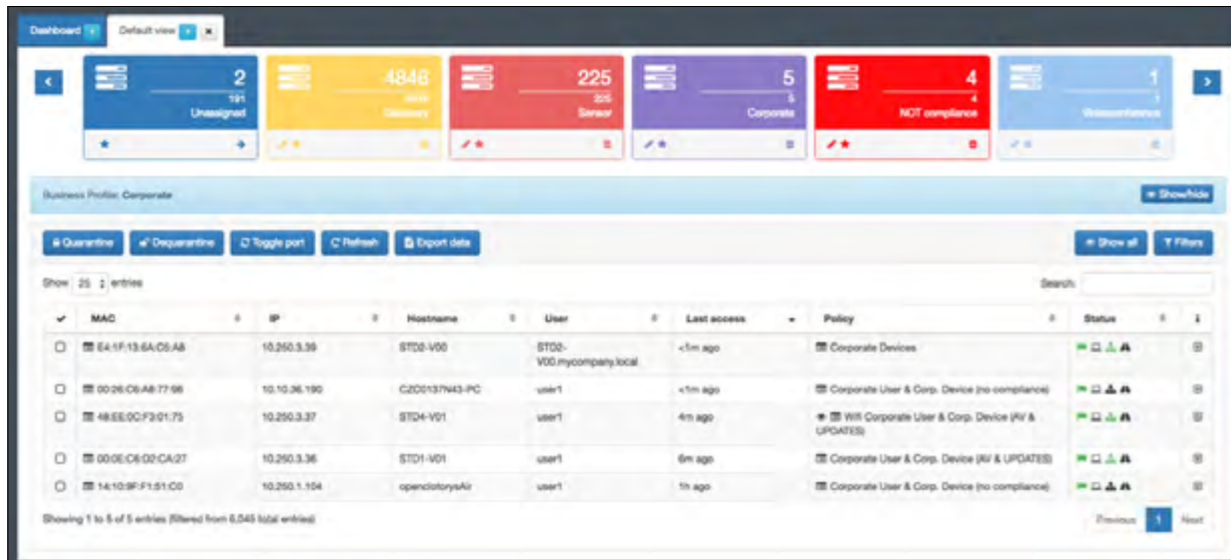 Dashboard
Default view
2
191
Unassigned
4846
225
225
Sensor
5
5
Corporate
4
4
NOT compliance
1
1
Business Profile: Corporate
Show/hide
Quarantine
Dequarantine
Toggle port
Refresh
Export data
Show all
Filters
Show 25 entries
Search:
MAC IP Hostname User Last access Policy Status
E4:1F:13:6A:C5:A8 10.250.3.39 STD2-V00 STD2-V00.mycompany.local <1m ago Corporate Devices
00:26:C6:A8:77:96 10.10.36.190 CZC0137N43-PC user1 <1m ago Corporate User & Corp. Device (no compliance)
48:EE:0C:F3:01:75 10.250.3.37 STD4-V01 user1 4m ago Wifi Corporate User & Corp. Device (AV & UPDATES)
00:0E:C6:D2:CA:27 10.250.3.36 STD1-V01 user1 6m ago Corporate User & Corp. Device (AV & UPDATES)
14:10:9F:F1:51:C0 10.250.1.104 user1 1h ago Corporate User & Corp. Device (no compliance)
Showing 1 to 5 of 5 entries (filtered from 6,045 total entries)
Previous 1 Next